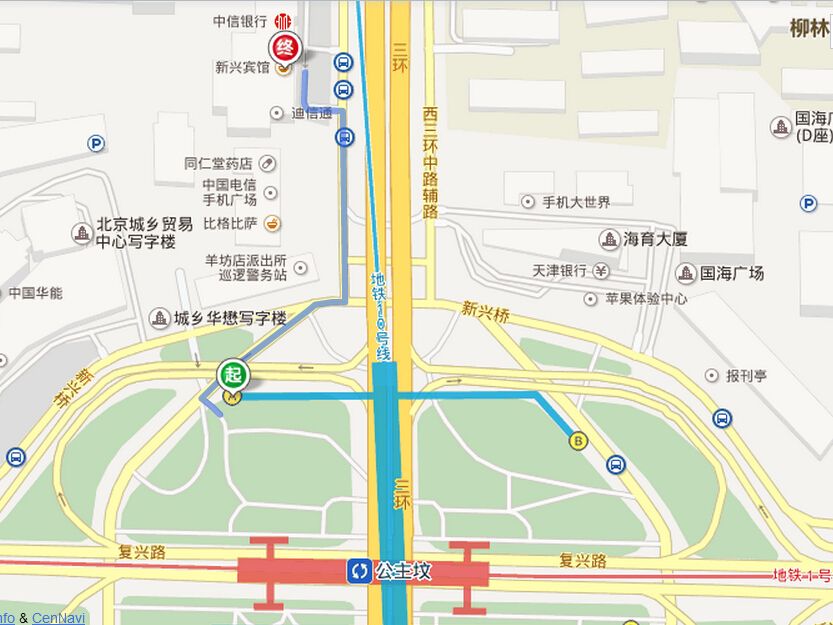 中信银行
终
新兴宾馆
迪信通
三环
柳林
国海广
(D座)
P
西三环中路辅路
同仁堂药店
中国电信
手机广场
比格比萨
手机大世界
P
北京城乡贸易
中心写字楼
海育大厦
羊坊店派出所
巡逻警务站
天津银行
国海广场
中国华能
地铁10号线
苹果体验中心
城乡华懋写字楼
新兴桥
起
新兴桥
报刊亭
B
三环
复兴路
复兴路
公主坟
地铁1号
nfo & CenNavi